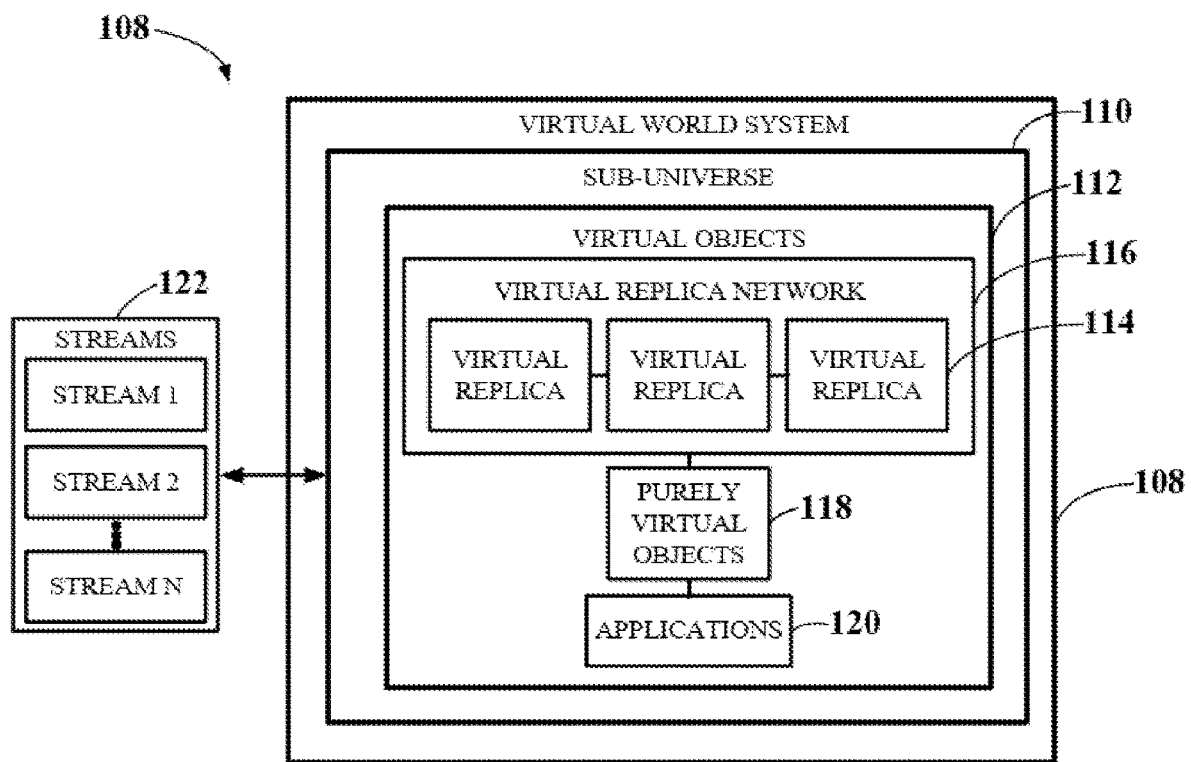 108
VIRTUAL WORLD SYSTEM
110
SUB-UNIVERSE
112
VIRTUAL OBJECTS
116
VIRTUAL REPLICA NETWORK
114
VIRTUAL
REPLICA
VIRTUAL
REPLICA
VIRTUAL
REPLICA
122
STREAMS
STREAM 1
STREAM 2
STREAM N
PURELY
VIRTUAL
OBJECTS
118
108
APPLICATIONS
120